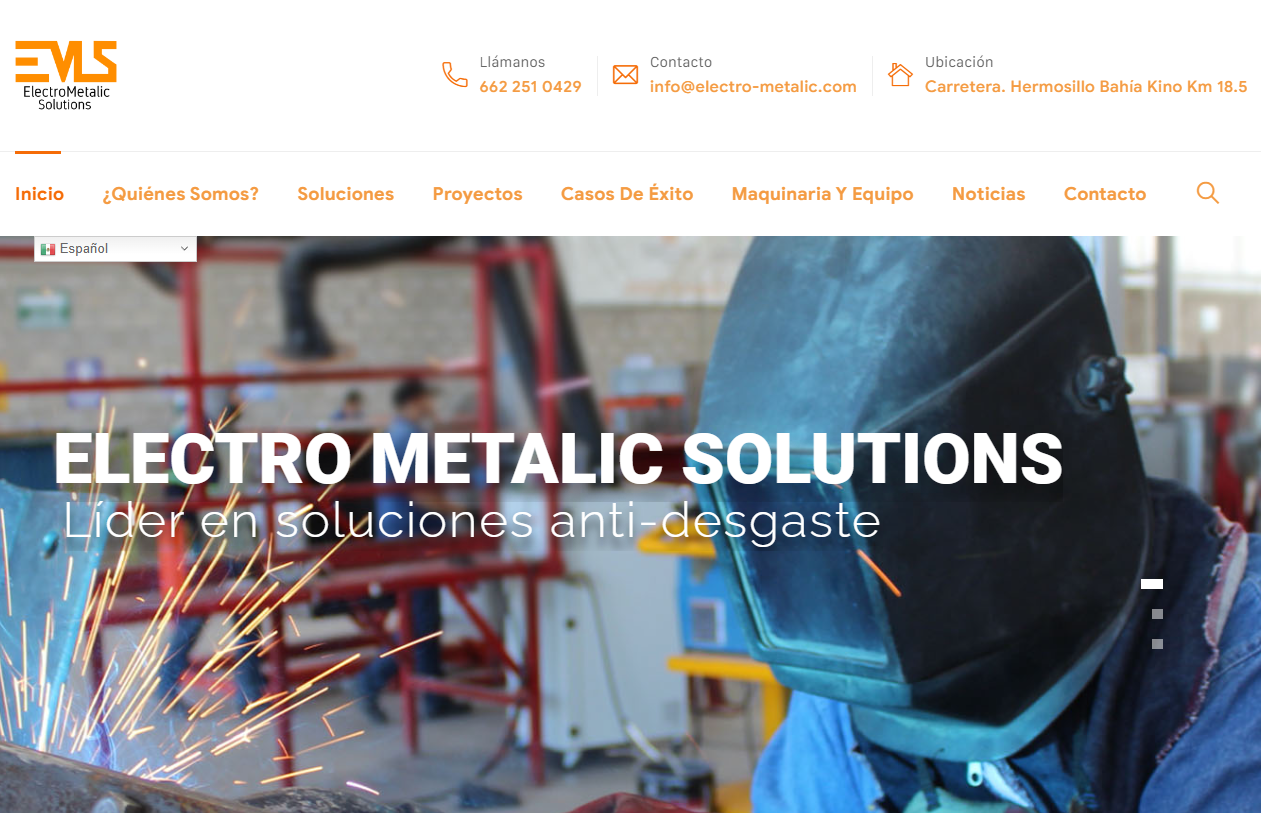 EMS
ElectroMetalic
Solutions
Llámanos
662 251 0429
Contacto
info@electro-metalic.com
Ubicación
Carretera. Hermosillo Bahía Kino Km 18.5
Inicio
¿Quiénes Somos?
Soluciones
Proyectos
Casos De Éxito
Maquinaria Y Equipo
Noticias
Contacto
Español
ELECTRO METALIC SOLUTIONS
Líder en soluciones anti-desgaste